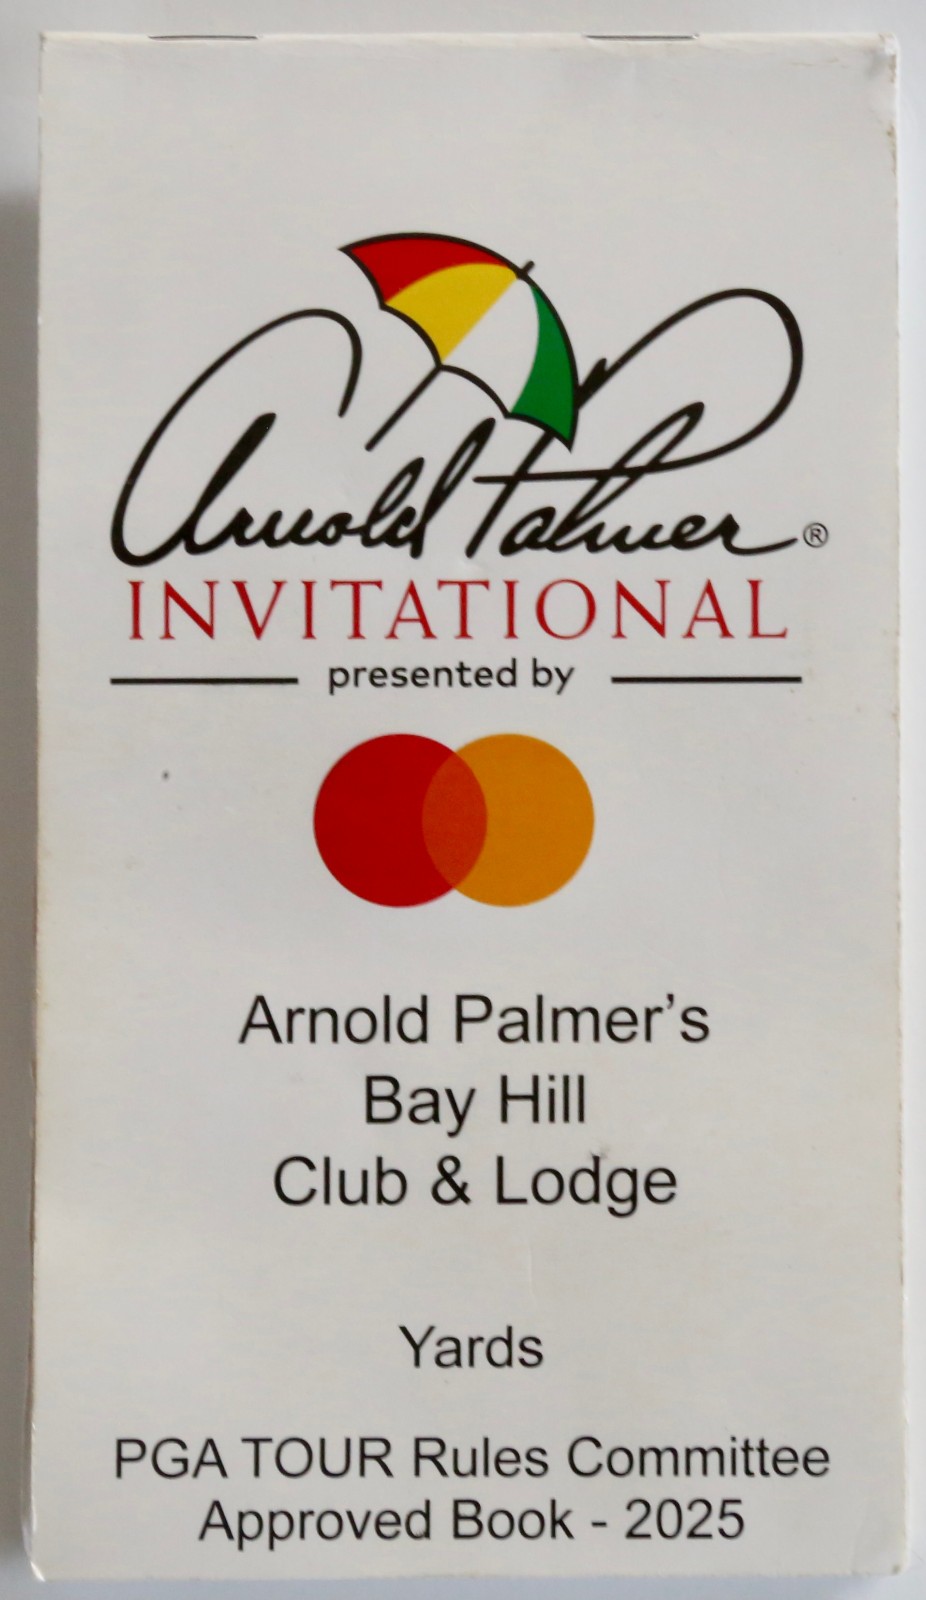 Arnold Palmer®
INVITATIONAL
presented by
Arnold Palmer’s
Bay Hill
Club & Lodge
Yards
PGA TOUR Rules Committee
Approved Book - 2025